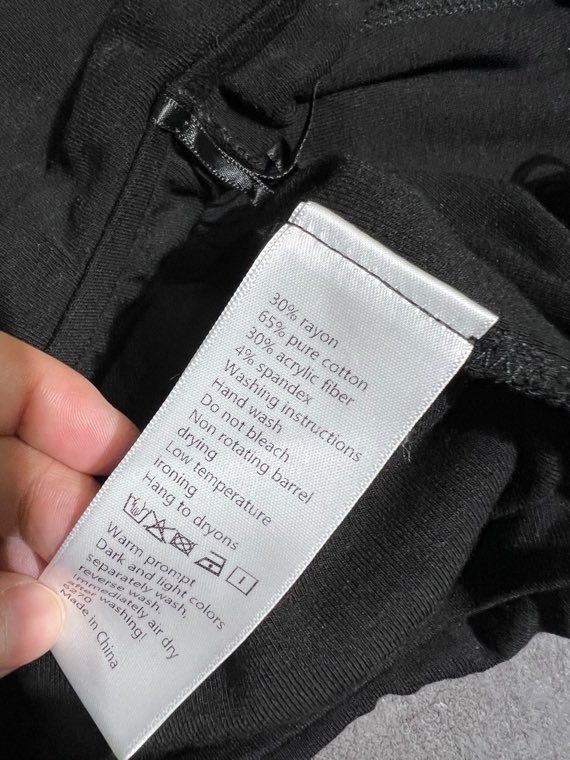 30% rayon
65% pure cotton
30% acrylic fiber
4% spandex
Washing instructions
Hand wash
Do not bleach
Non rotating barrel
drying
Low temperature
Ironing
Hang to dryons
Warm prompt
Dark and light colors
separately wash,
reverse wash,
immediately air dry
after washing!
6270
Made in China